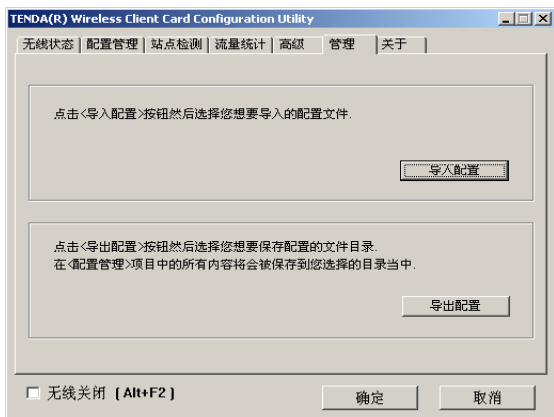 TENDA(R) Wireless Client Card Configuration Utility
无线状态 配置管理 站点检测 流量统计 高级 管理 关于
点击<导入配置>按钮然后选择您想要导入的配置文件.
导入配置
点击<导出配置>按钮然后选择您想要保存配置的文件目录.
在<配置管理>项目中的所有内容将会被保存到您选择的目录当中.
导出配置
无线关闭 (Alt+F2)
确定 取消